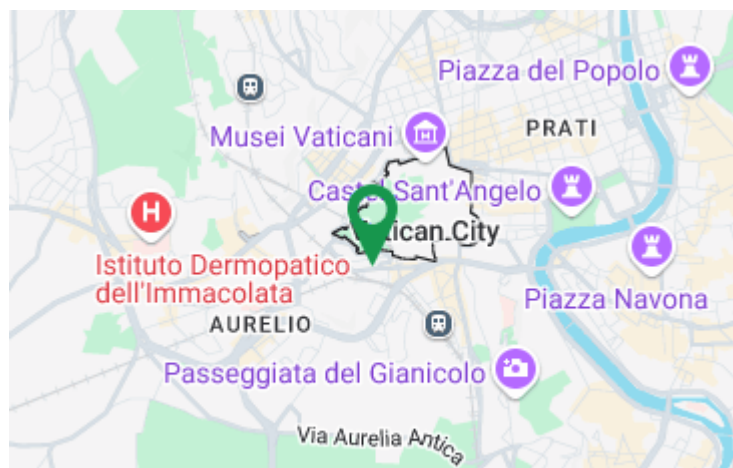 Piazza del Popolo
Musei Vaticani
PRATI
Castel Sant'Angelo
H
Vatican City
Istituto Dermopatico
dell'Immacolata
Piazza Navona
AURELIO
Passeggiata del Gianicolo
Via Aurelia Antica